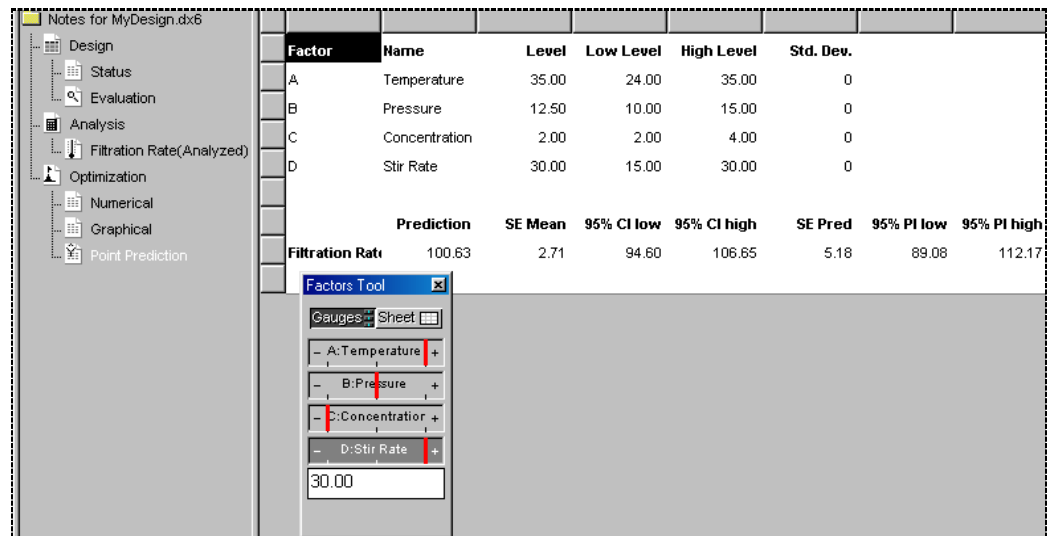 Notes for MyDesign.dx6
Design
Status
Evaluation
Analysis
Filtration Rate(Analyzed)
Optimization
Numerical
Graphical
Point Prediction
Factor Name Level Low Level High Level Std. Dev.
A Temperature 35.00 24.00 35.00 0
B Pressure 12.50 10.00 15.00 0
C Concentration 2.00 2.00 4.00 0
D Stir Rate 30.00 15.00 30.00 0
Prediction SE Mean 95% CI low 95% CI high SE Pred 95% PI low 95% PI high
Filtration Rate 100.63 2.71 94.60 106.65 5.18 89.08 112.17
Factors Tool
Gauges Sheet
- A:Temperature +
- B:Pressure +
- C:Concentration +
- D:Stir Rate +
30.00